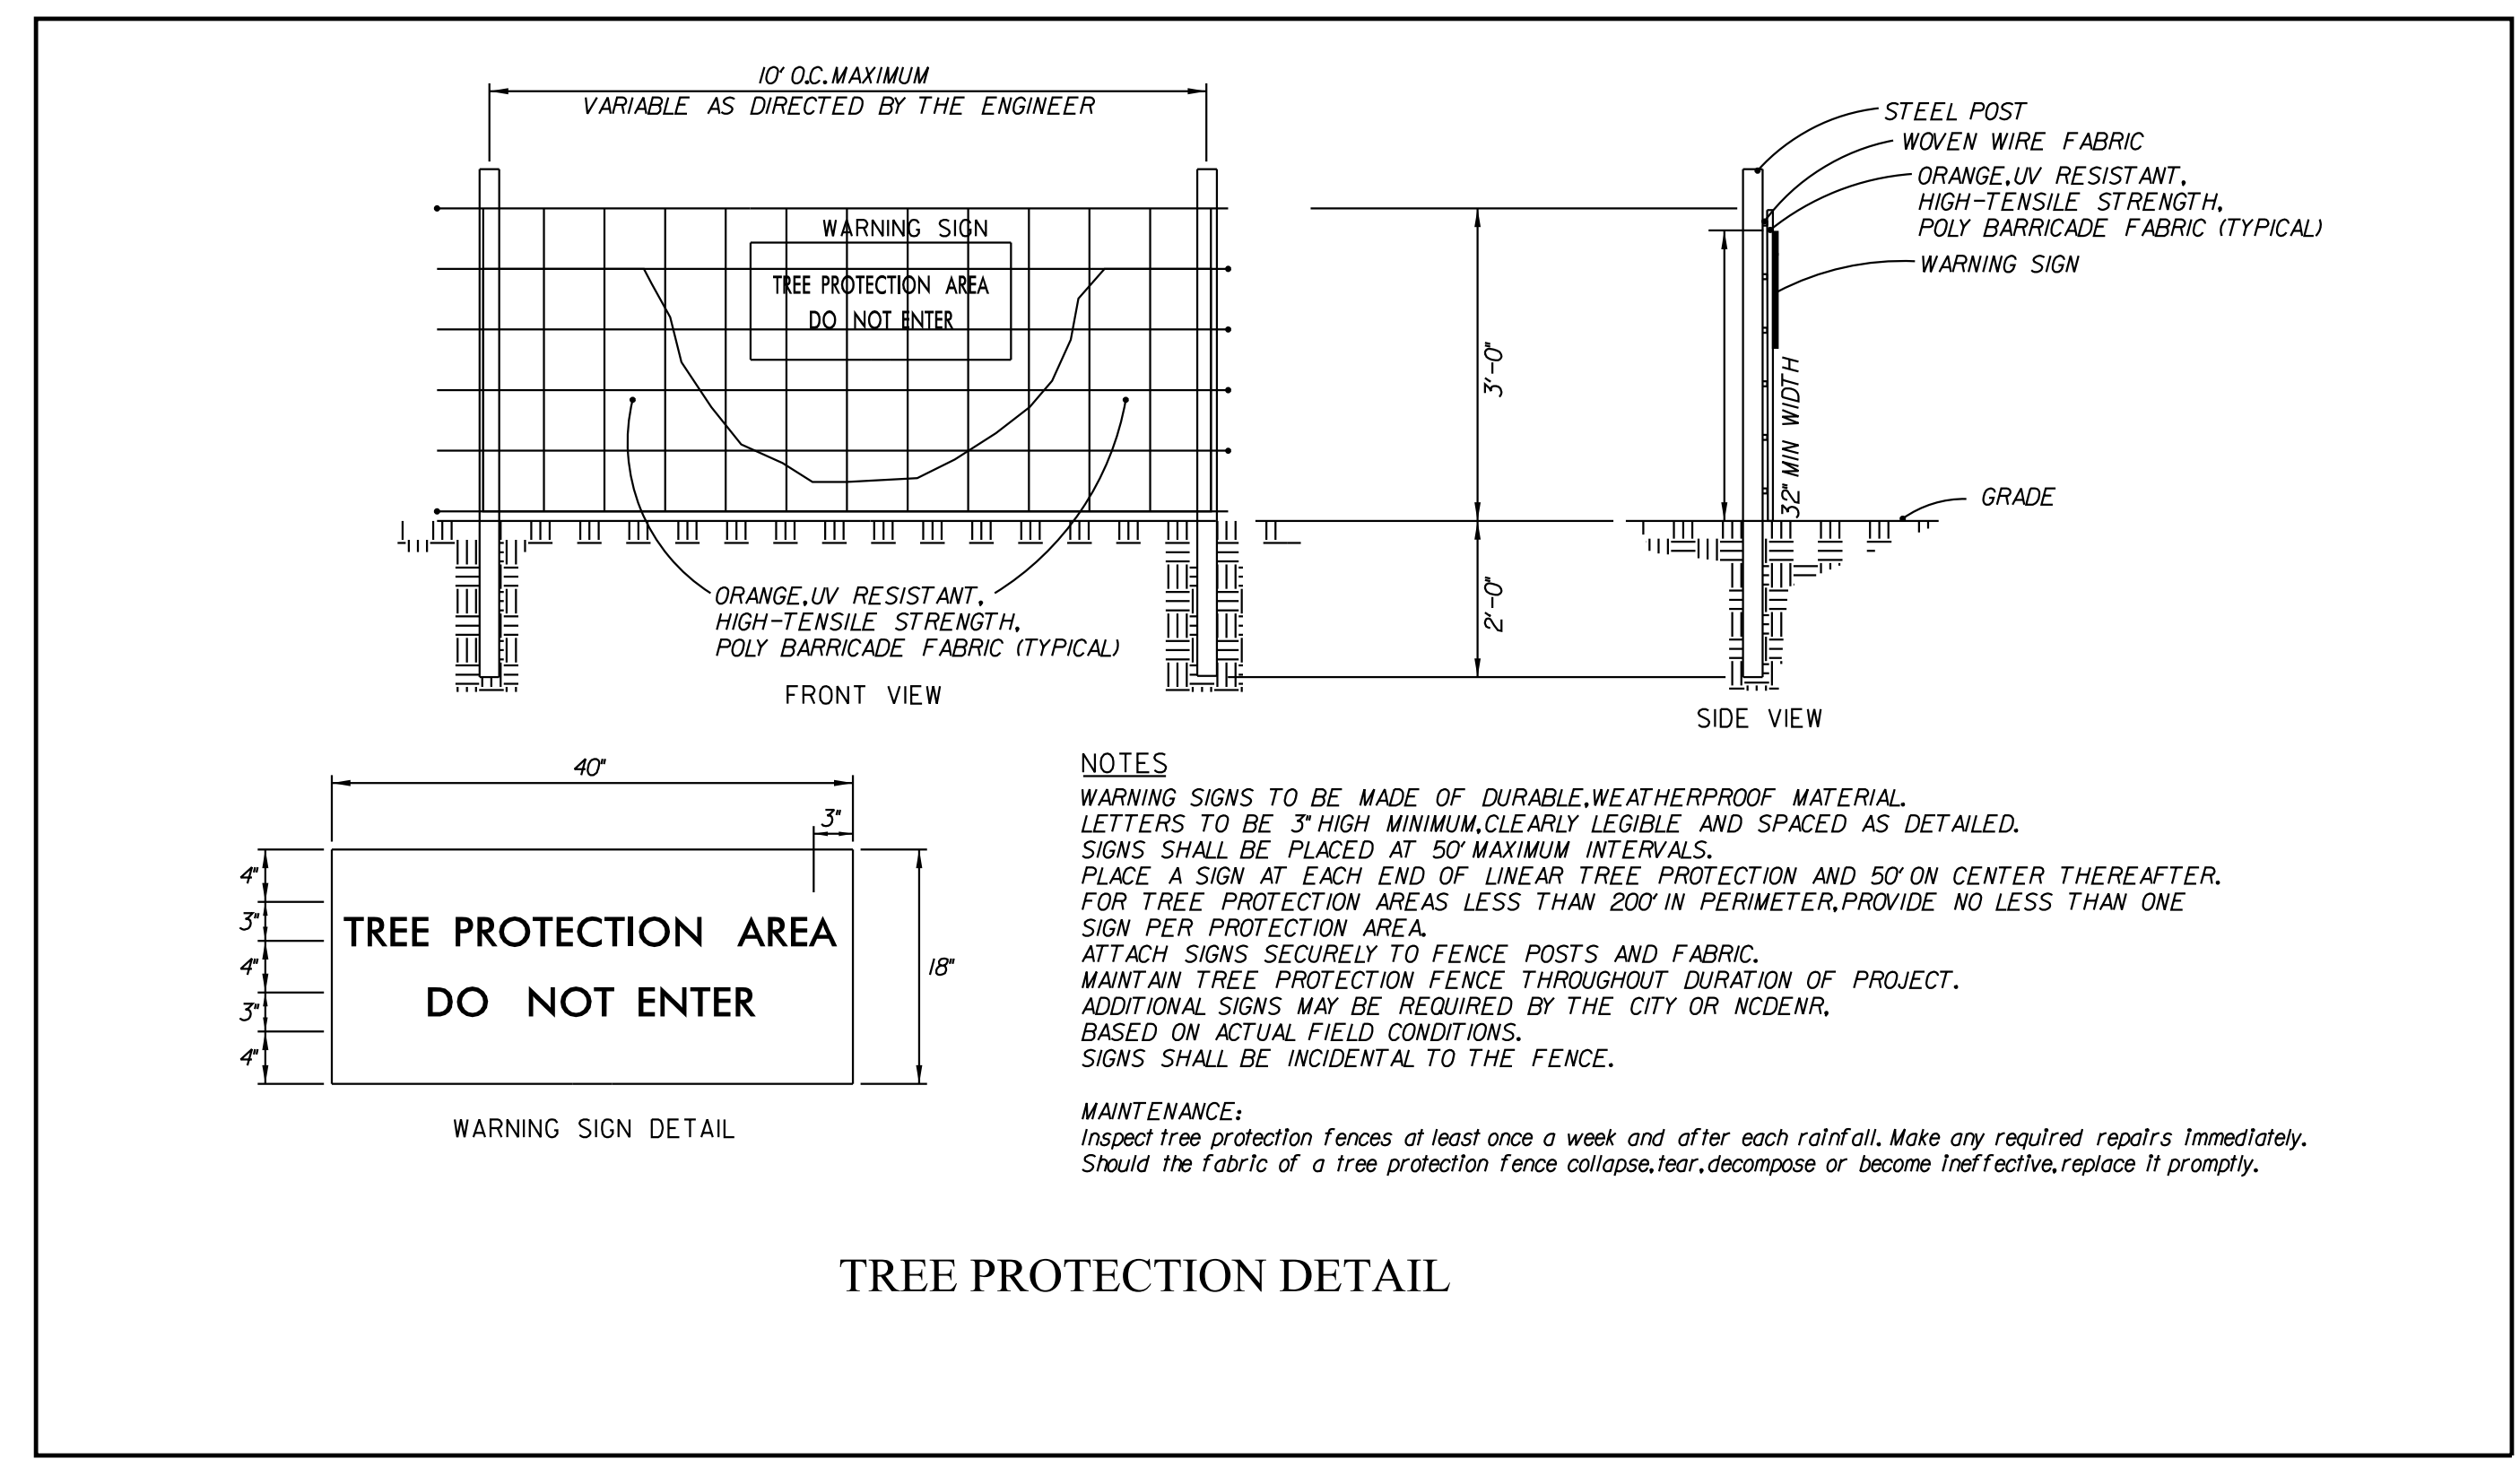 10' O.C. MAXIMUM
VARIABLE AS DIRECTED BY THE ENGINEER
WARNING SIGN
TREE PROTECTION AREA
DO NOT ENTER
ORANGE, UV RESISTANT,
HIGH-TENSILE STRENGTH,
POLY BARRICADE FABRIC (TYPICAL)
FRONT VIEW
3'-0"
2'-0"
STEEL POST
WOVEN WIRE FABRIC
ORANGE, UV RESISTANT,
HIGH-TENSILE STRENGTH,
POLY BARRICADE FABRIC (TYPICAL)
WARNING SIGN
32" MIN WIDTH
GRADE
SIDE VIEW
40"
3"
4"
3"
4"
3"
4"
18"
TREE PROTECTION AREA
DO NOT ENTER
WARNING SIGN DETAIL
NOTES
WARNING SIGNS TO BE MADE OF DURABLE, WEATHERPROOF MATERIAL.
LETTERS TO BE 3" HIGH MINIMUM, CLEARLY LEGIBLE AND SPACED AS DETAILED.
SIGNS SHALL BE PLACED AT 50' MAXIMUM INTERVALS.
PLACE A SIGN AT EACH END OF LINEAR TREE PROTECTION AND 50' ON CENTER THEREAFTER.
FOR TREE PROTECTION AREAS LESS THAN 200' IN PERIMETER, PROVIDE NO LESS THAN ONE
SIGN PER PROTECTION AREA.
ATTACH SIGNS SECURELY TO FENCE POSTS AND FABRIC.
MAINTAIN TREE PROTECTION FENCE THROUGHOUT DURATION OF PROJECT.
ADDITIONAL SIGNS MAY BE REQUIRED BY THE CITY OR NCDENR,
BASED ON ACTUAL FIELD CONDITIONS.
SIGNS SHALL BE INCIDENTAL TO THE FENCE.
MAINTENANCE:
Inspect tree protection fences at least once a week and after each rainfall. Make any required repairs immediately.
Should the fabric of a tree protection fence collapse, tear, decompose or become ineffective, replace it promptly.
TREE PROTECTION DETAIL